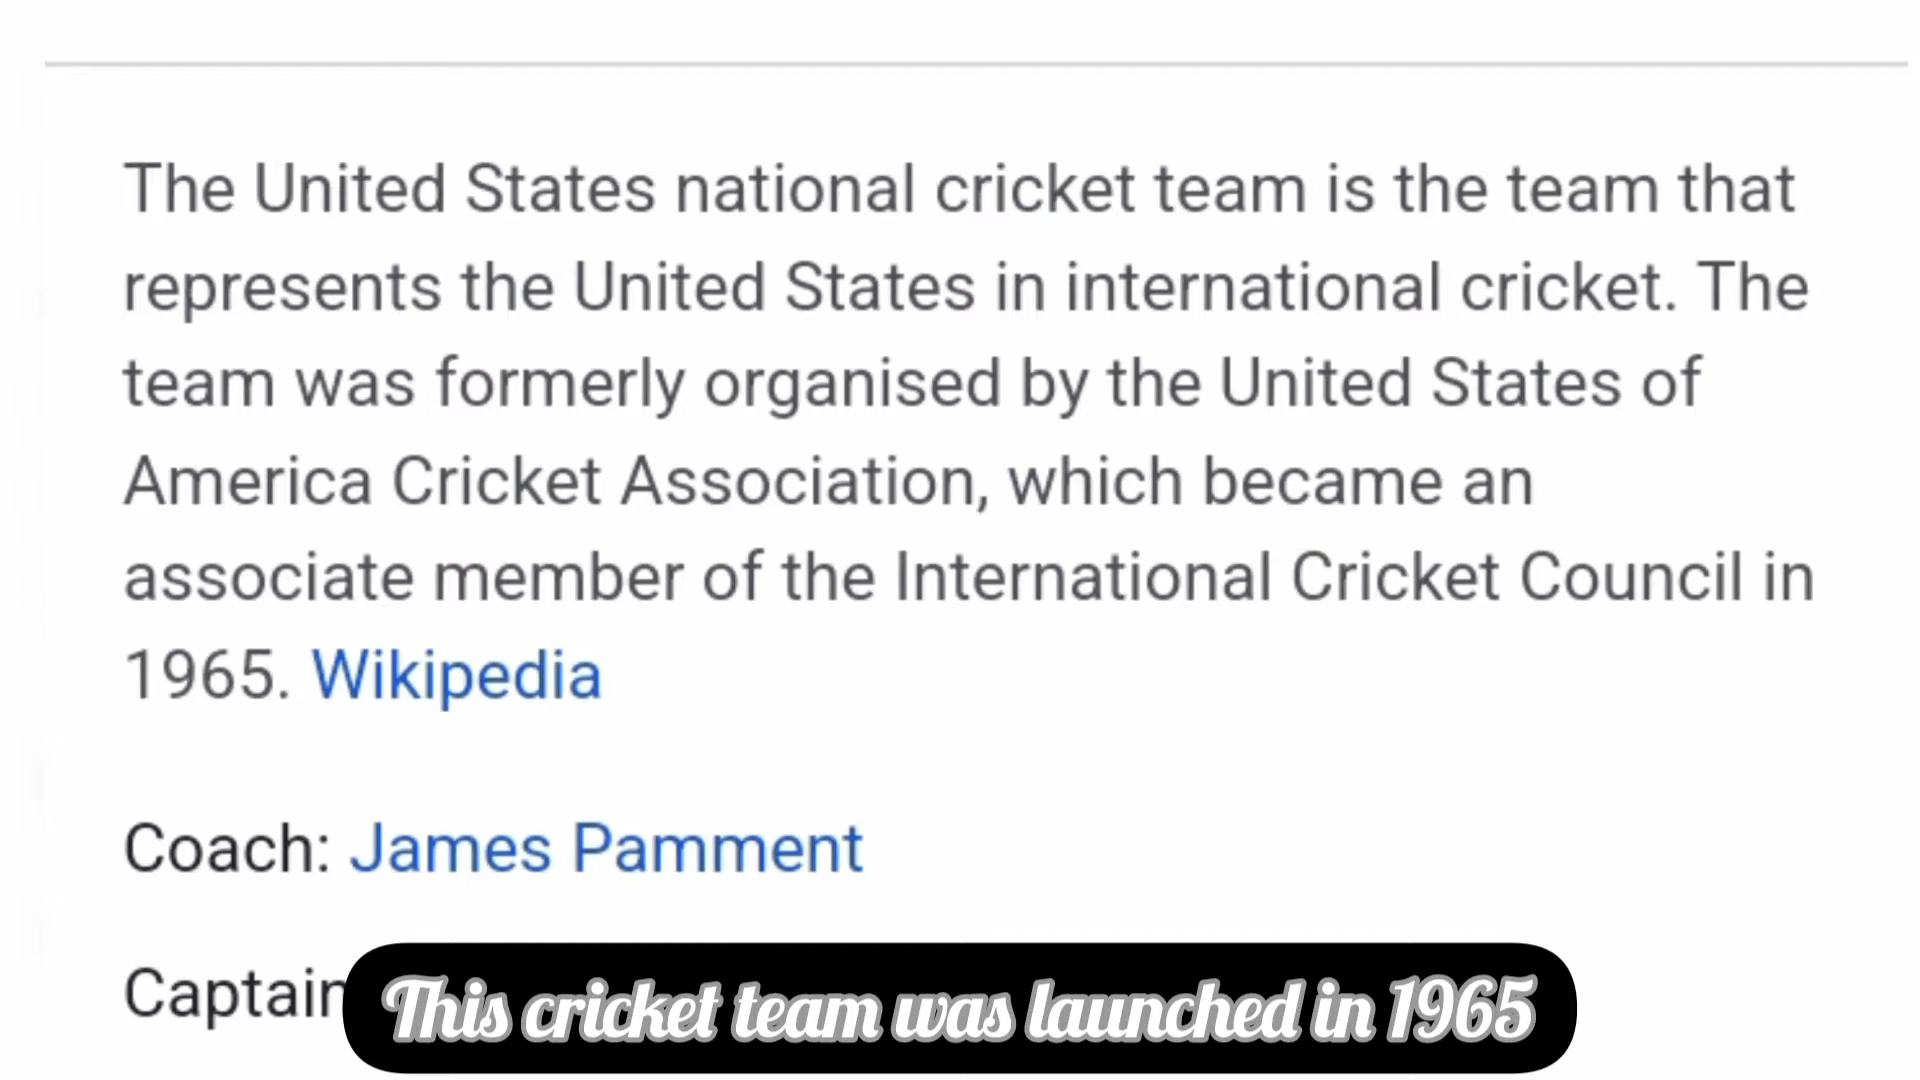 The United States national cricket team is the team that
represents the United States in international cricket. The
team was formerly organised by the United States of
America Cricket Association, which became an
associate member of the International Cricket Council in
1965. Wikipedia
Coach: James Pamment
Captain
This cricket team was launched in 1965